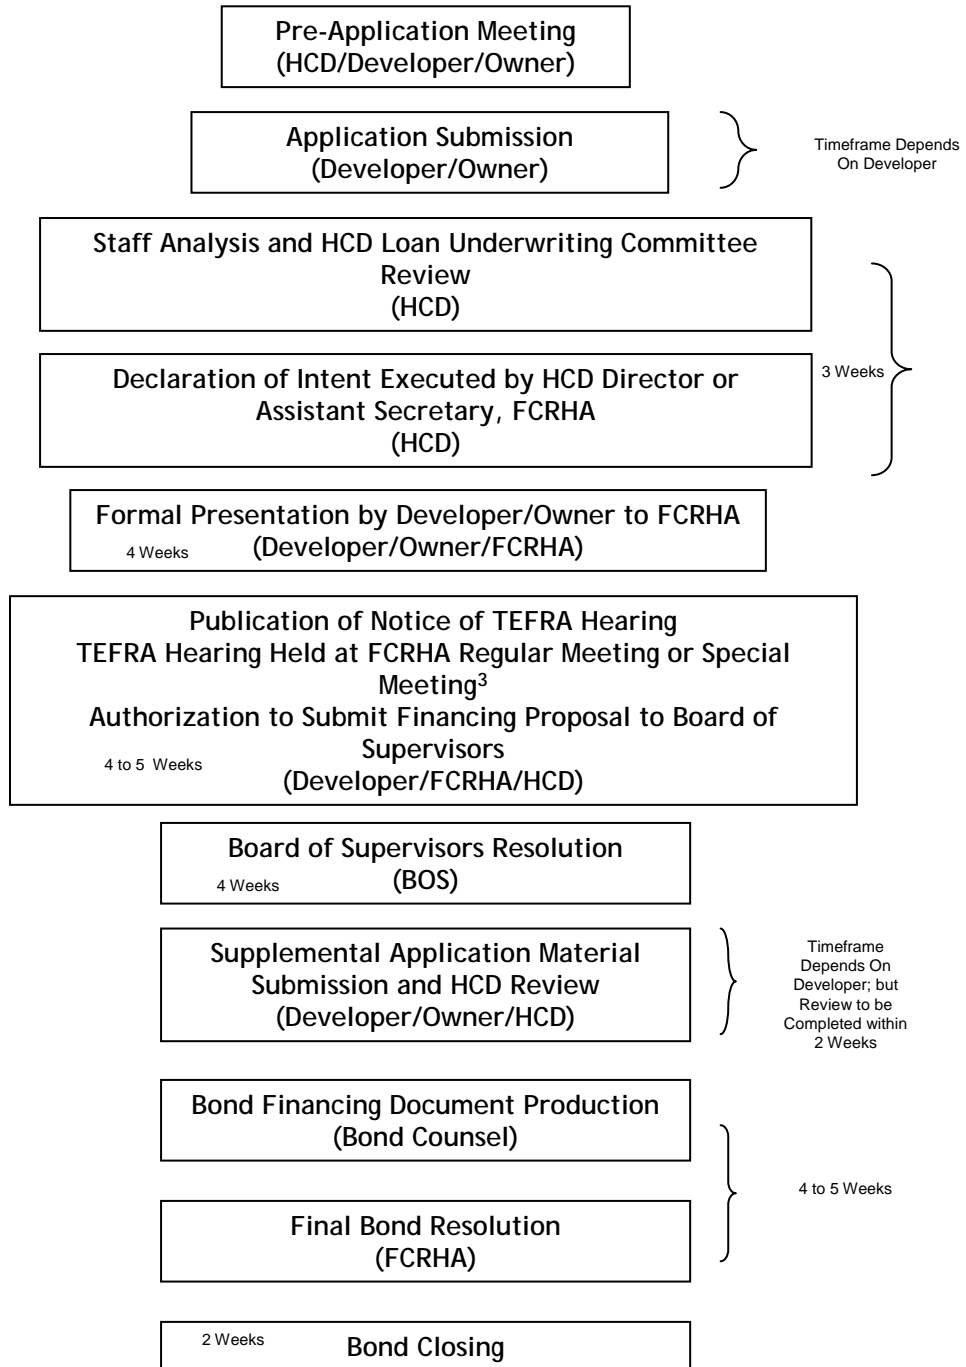 Pre-Application Meeting
(HCD/Developer/Owner)
Application Submission
(Developer/Owner)
Timeframe Depends
On Developer
Staff Analysis and HCD Loan Underwriting Committee
Review
(HCD)
Declaration of Intent Executed by HCD Director or
Assistant Secretary, FCRHA
(HCD)
3 Weeks
Formal Presentation by Developer/Owner to FCRHA
4 Weeks (Developer/Owner/FCRHA)
Publication of Notice of TEFRA Hearing
TEFRA Hearing Held at FCRHA Regular Meeting or Special
Meeting³
Authorization to Submit Financing Proposal to Board of
Supervisors
4 to 5 Weeks
(Developer/FCRHA/HCD)
Board of Supervisors Resolution
4 Weeks (BOS)
Supplemental Application Material
Submission and HCD Review
(Developer/Owner/HCD)
Timeframe
Depends On
Developer; but
Review to be
Completed within
2 Weeks
Bond Financing Document Production
(Bond Counsel)
4 to 5 Weeks
Final Bond Resolution
(FCRHA)
2 Weeks Bond Closing